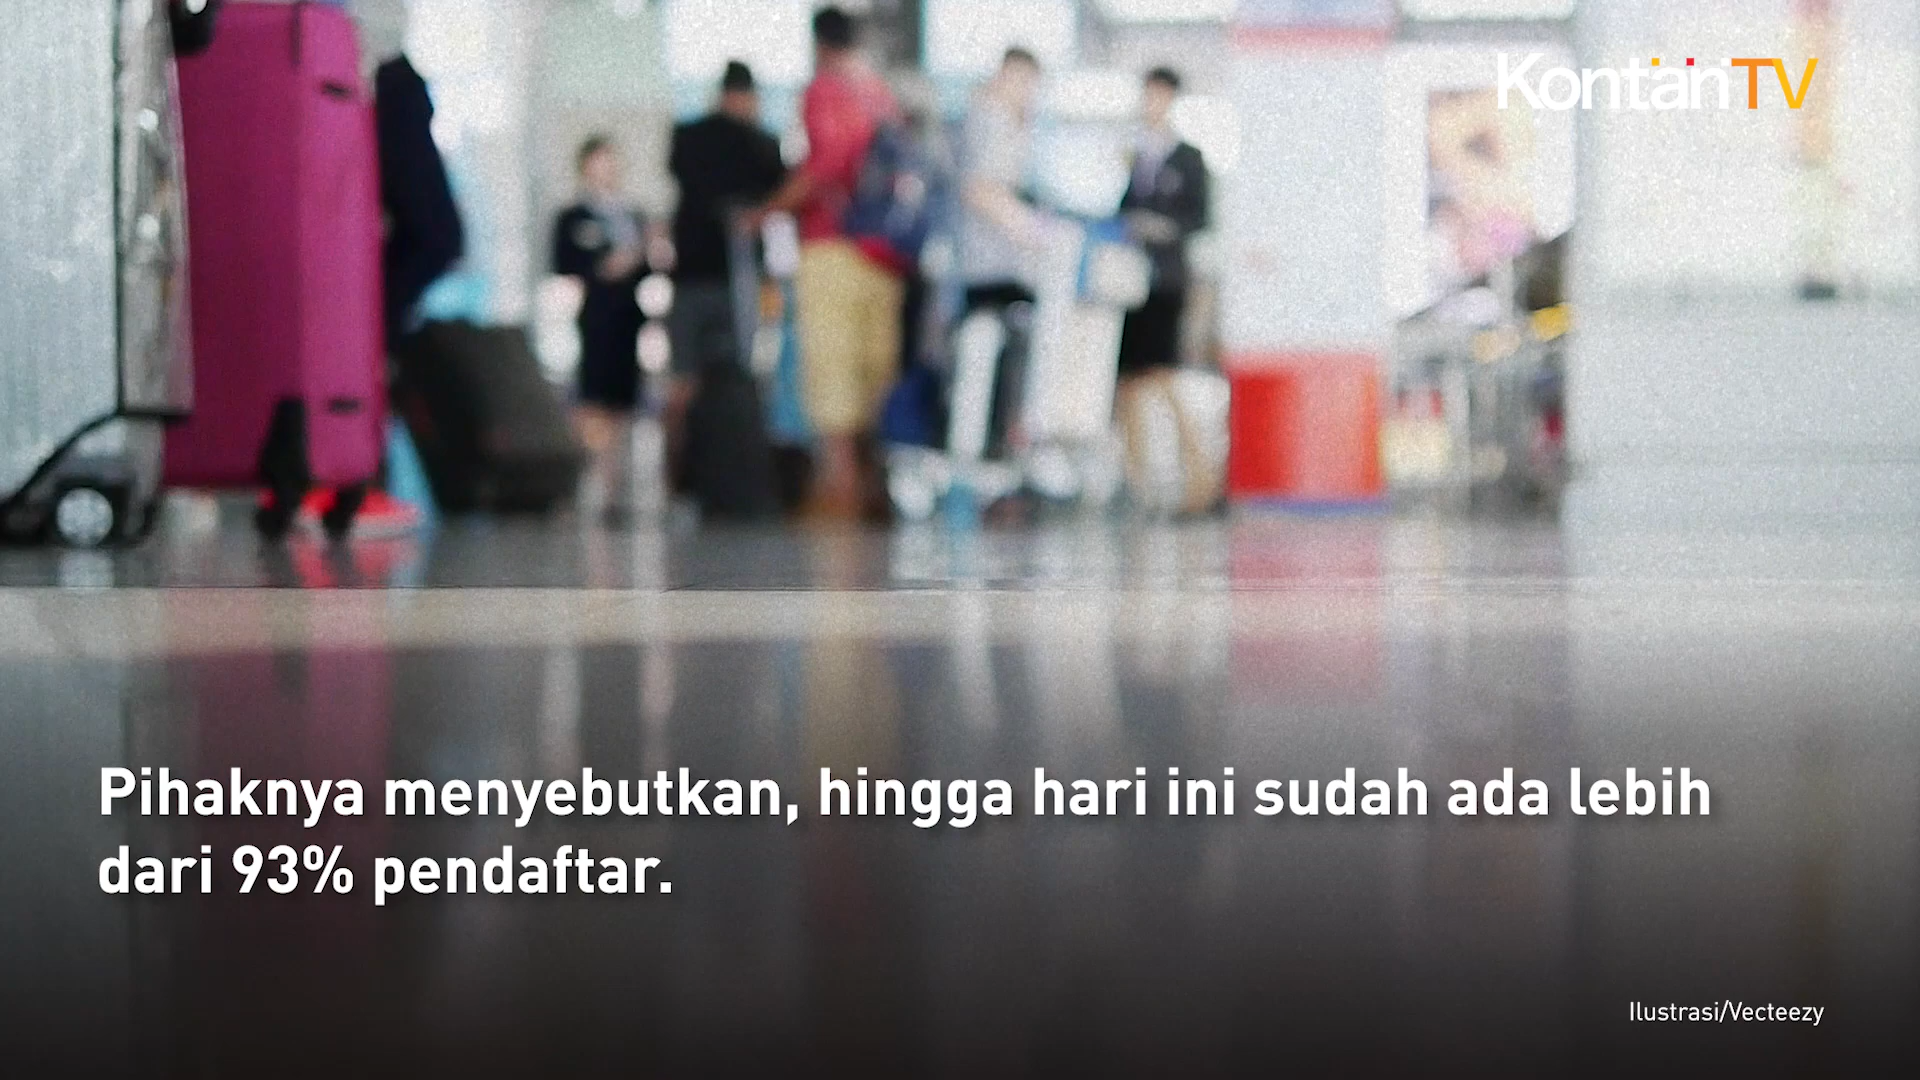 KontanTV
Pihaknya menyebutkan, hingga hari ini sudah ada lebih
dari 93% pendaftar.
Ilustrasi/Vecteezy